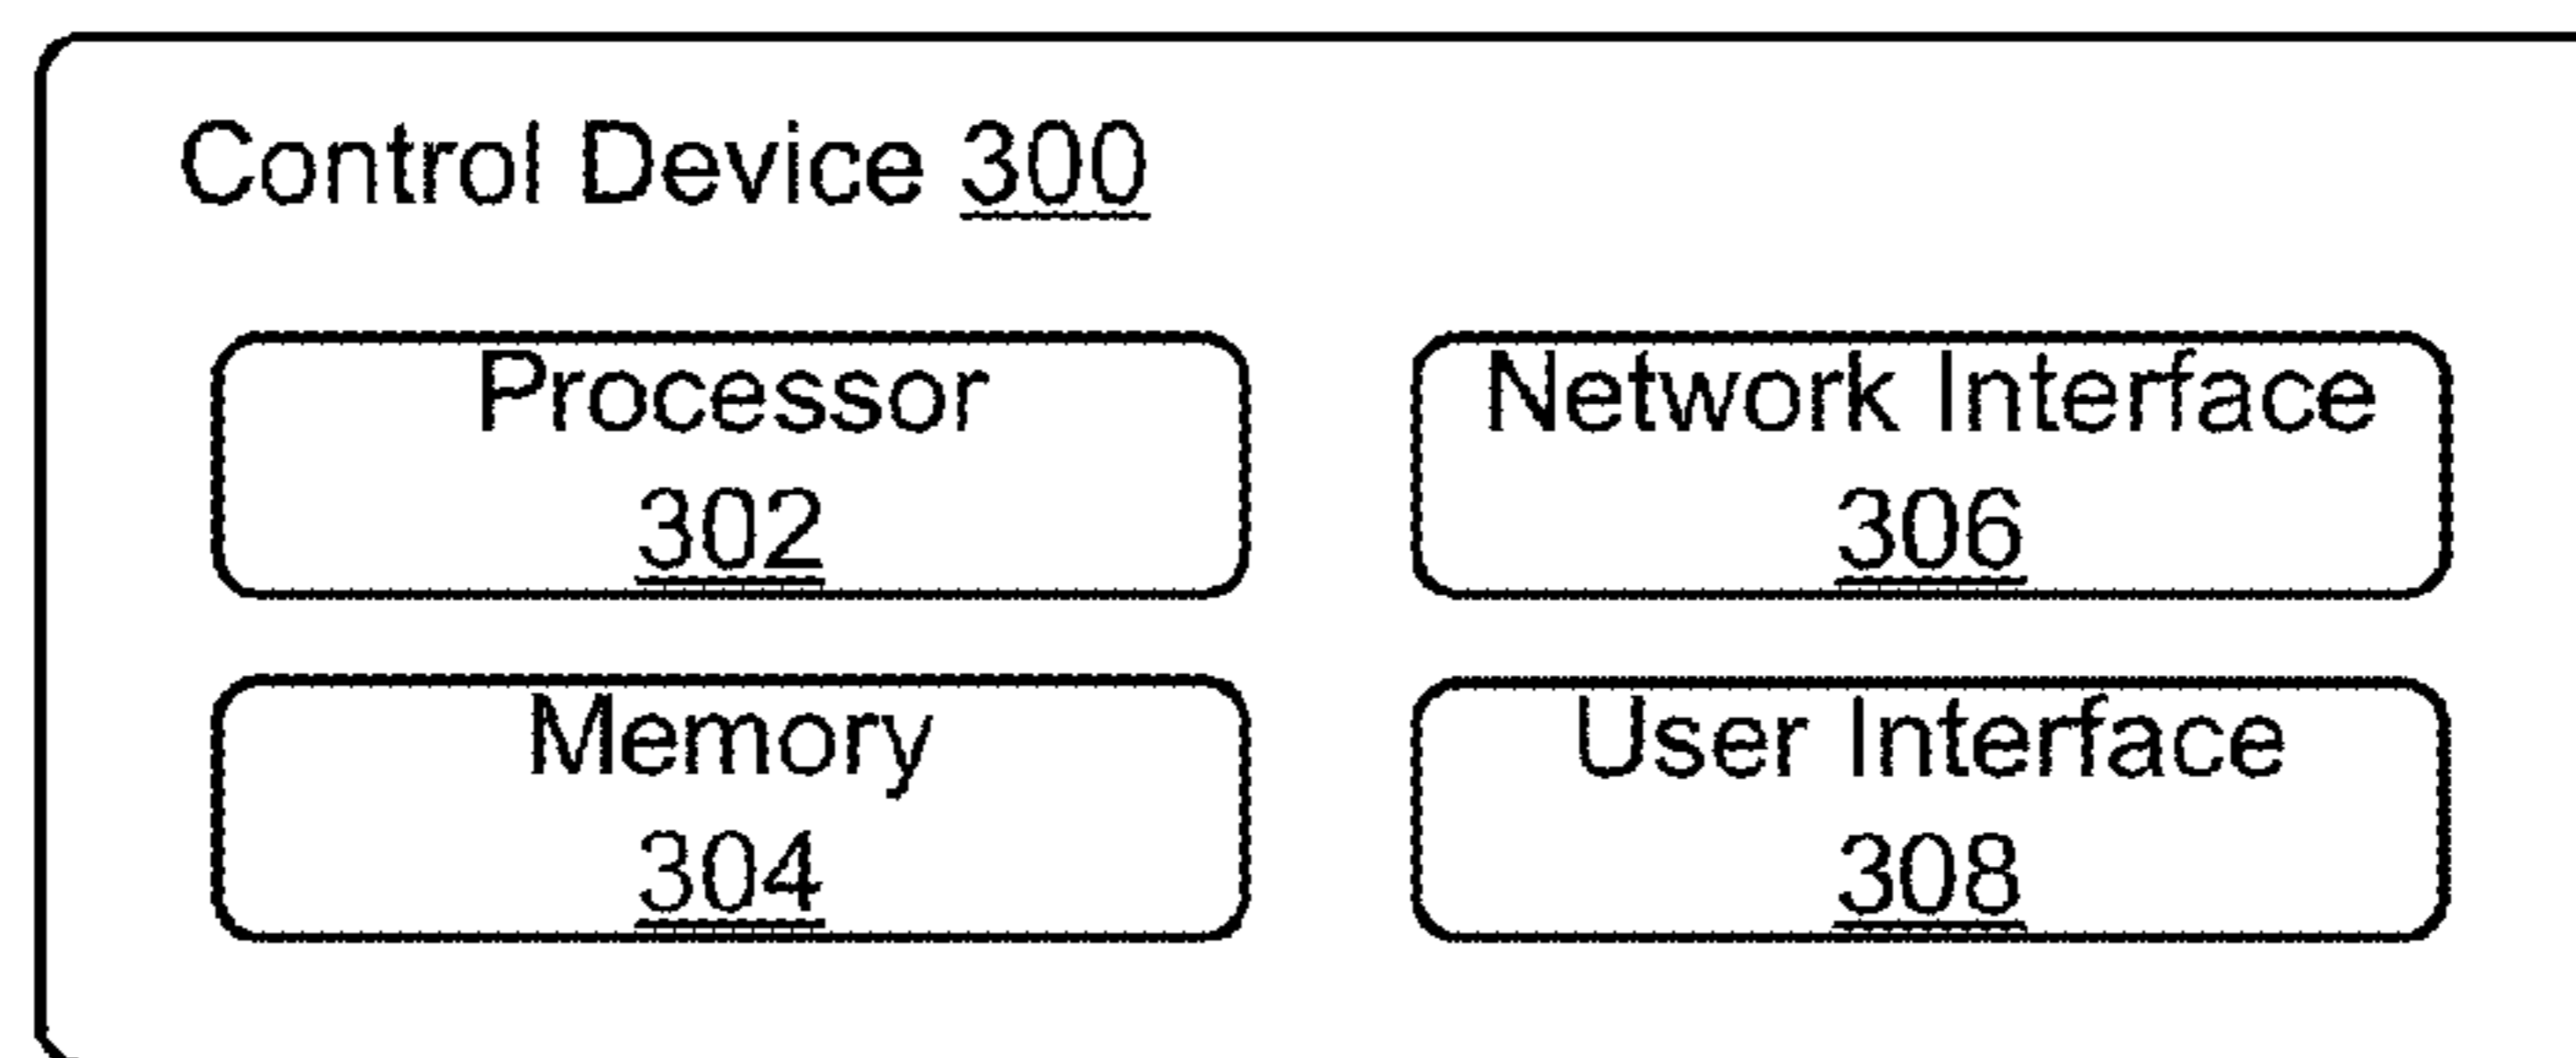 Control Device 300
Processor
302
Network Interface
306
Memory
304
User Interface
308